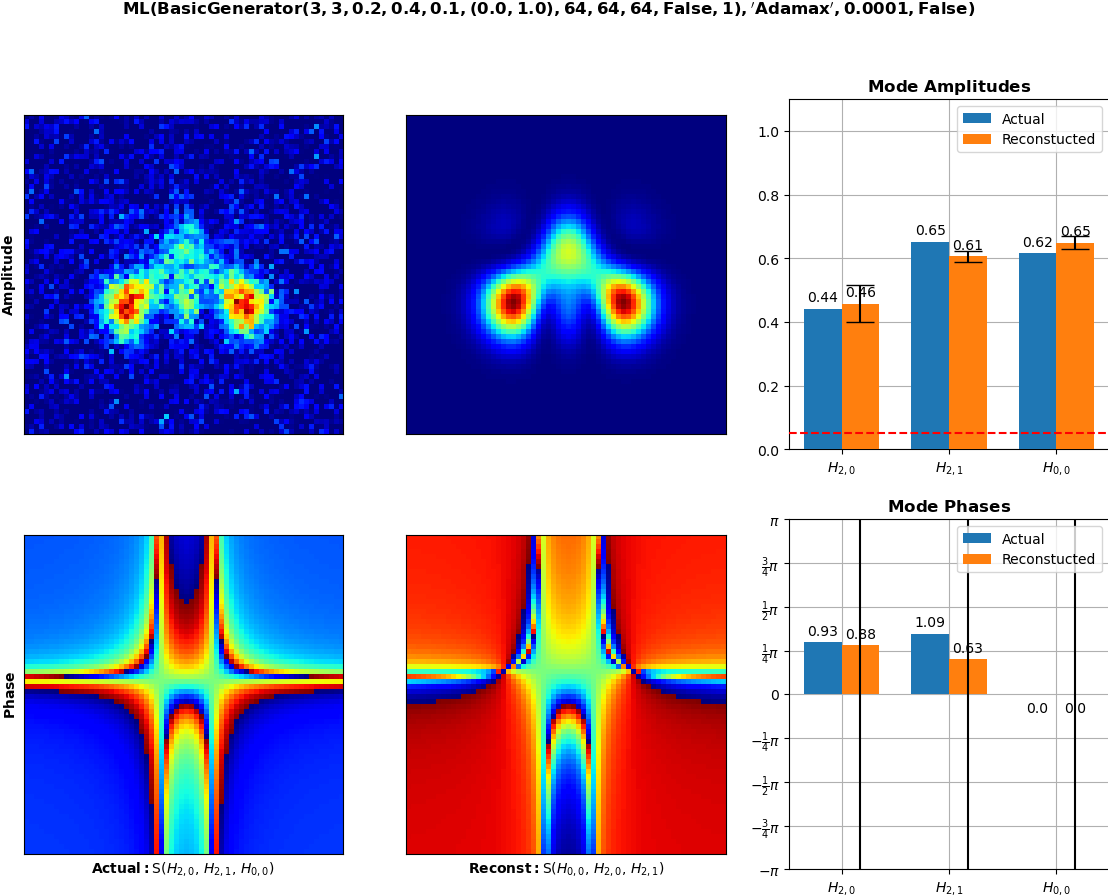 ML(BasicGenerator(3, 3, 0.2, 0.4, 0.1, (0.0, 1.0), 64, 64, 64, False, 1), ′Adamax′, 0.0001, False)
Amplitude
Mode Amplitudes
Actual
Reconstucted
1.0
0.8
0.6
0.4
0.2
0.0
0.44
0.46
0.65
0.61
0.62
0.65
H2,0
H2,1
H0,0
Phase
Actual: S(H2,0, H2,1, H0,0)
Reconst: S(H0,0, H2,0, H2,1)
Mode Phases
Actual
Reconstucted
π
3/4π
1/2π
1/4π
0
−1/4π
−1/2π
−3/4π
−π
0.93
0.88
1.09
0.63
0.0
0.0
H2,0
H2,1
H0,0